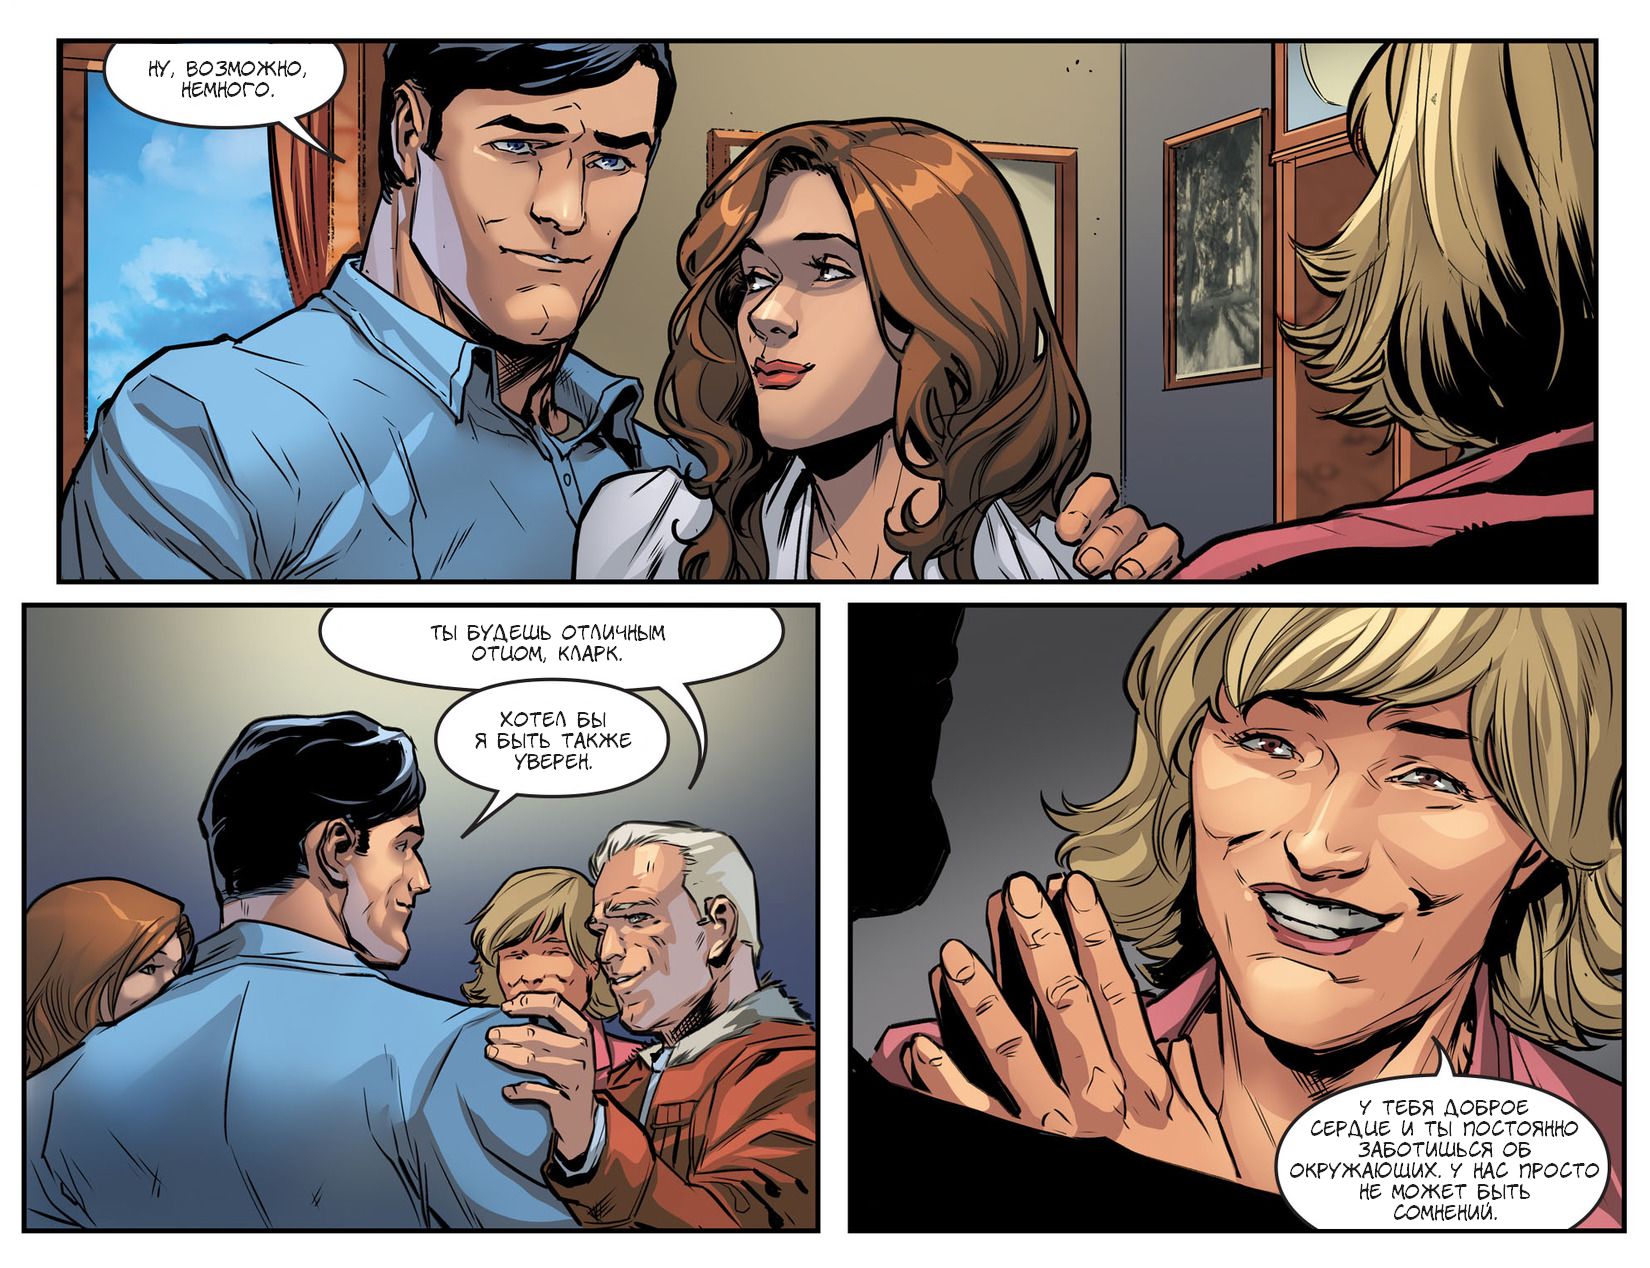 НУ, ВОЗМОЖНО,
НЕМНОГО.
ТЫ БУДЕШЬ ОТЛИЧНЫМ
ОТЦОМ, КЛАРК.
ХОТЕЛ БЫ
Я БЫТЬ ТАКЖЕ
УВЕРЕН.
У ТЕБЯ ДОБРОЕ
СЕРДЦЕ И ТЫ ПОСТОЯННО
ЗАБОТИШЬСЯ ОБ
ОКРУЖАЮЩИХ. У НАС ПРОСТО
НЕ МОЖЕТ БЫТЬ
СОМНЕНИЙ.